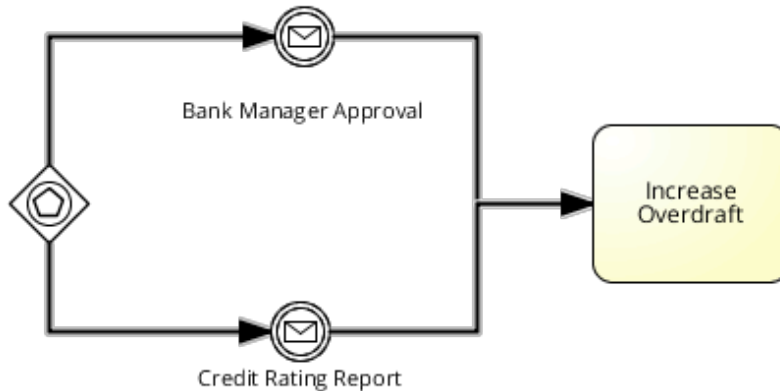 Bank Manager Approval
Increase
Overdraft
Credit Rating Report